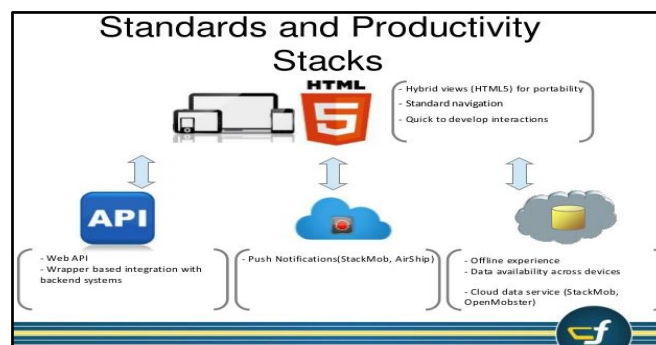 Standards and Productivity
Stacks
HTML
5
- Hybrid views (HTML5) for portability
- Standard navigation
- Quick to develop interactions
API
- Web API
- Wrapper based integration with
backend systems
- Push Notifications(StackMob, AirShip)
- Offline experience
- Data availability across devices
- Cloud data service (StackMob,
OpenMobster)
cf